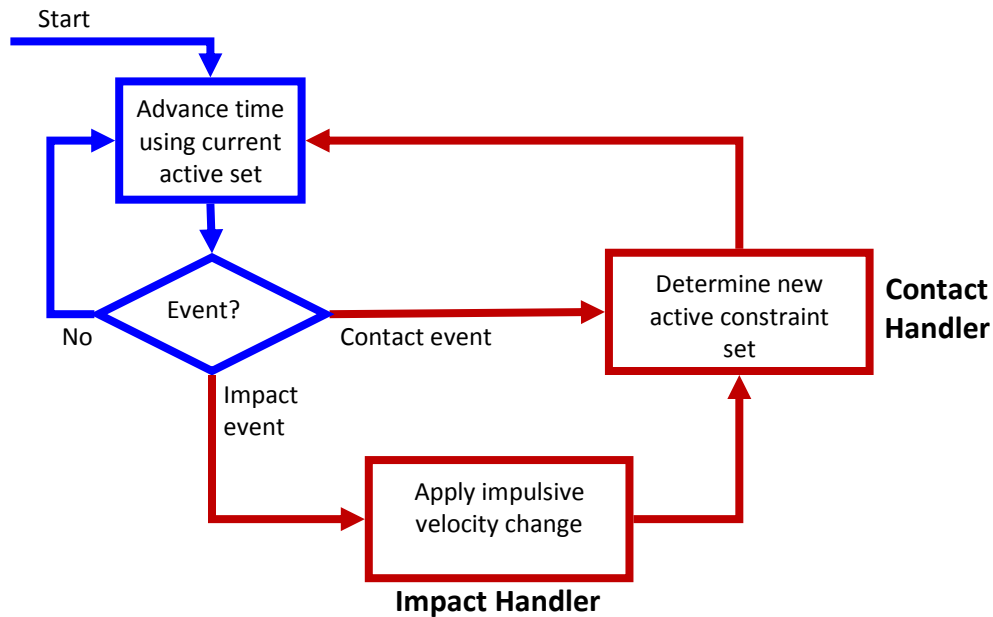 Start
Advance time
using current
active set
Event?
No
Contact event
Impact
event
Determine new
active constraint
set
Contact
Handler
Apply impulsive
velocity change
Impact Handler